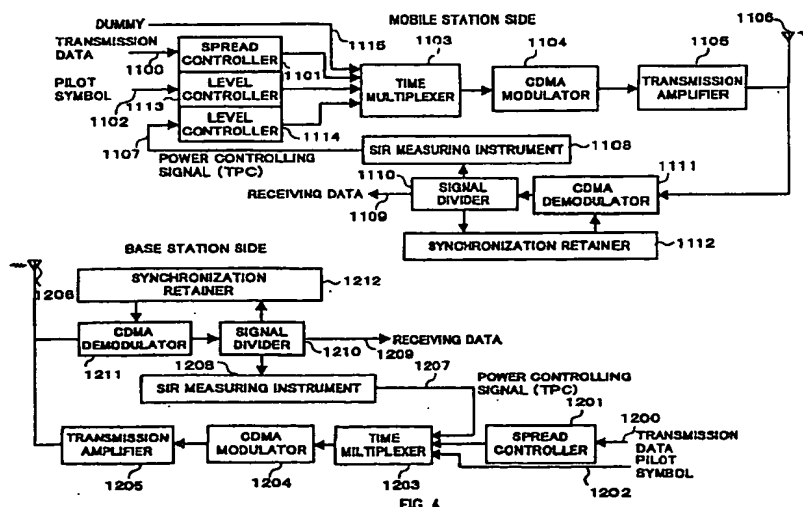 DUMMY
MOBILE STATION SIDE
1106
TRANSMISSION DATA
1100
SPREAD CONTROLLER
1101
1115
1103
1104
1105
PILOT SYMBOL
1102
1113
LEVEL CONTROLLER
TIME MULTIPLEXER
CDMA MODULATOR
TRANSMISSION AMPLIFIER
LEVEL CONTROLLER
1114
1107
POWER CONTROLLING SIGNAL (TPC)
SIR MEASURING INSTRUMENT
1108
1110
1111
RECEIVING DATA
1109
SIGNAL DIVIDER
CDMA DEMODULATOR
SYNCHRONIZATION RETAINER
1112
BASE STATION SIDE
1206
SYNCHRONIZATION RETAINER
1212
CDMA DEMODULATOR
1211
SIGNAL DIVIDER
1210
1209
RECEIVING DATA
1208
1207
SIR MEASURING INSTRUMENT
POWER CONTROLLING SIGNAL (TPC)
1201
1200
TRANSMISSION AMPLIFIER
1205
CDMA MODULATOR
1204
TIME MILTIPLEXER
1203
SPREAD CONTROLLER
TRANSMISSION DATA
PILOT SYMBOL
1202
FIG. 4